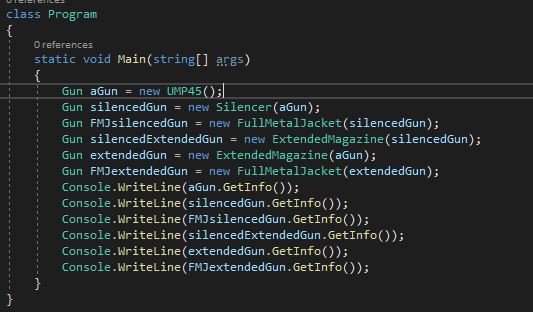 0 references
class Program
{
0 references
static void Main(string[] args)
{
Gun aGun = new UMP45();
Gun silencedGun = new Silencer(aGun);
Gun FMJsilencedGun = new FullMetalJacket(silencedGun);
Gun silencedExtendedGun = new ExtendedMagazine(silencedGun);
Gun extendedGun = new ExtendedMagazine(aGun);
Gun FMJextendedGun = new FullMetalJacket(extendedGun);
Console.WriteLine(aGun.GetInfo());
Console.WriteLine(silencedGun.GetInfo());
Console.WriteLine(FMJsilencedGun.GetInfo());
Console.WriteLine(silencedExtendedGun.GetInfo());
Console.WriteLine(extendedGun.GetInfo());
Console.WriteLine(FMJextendedGun.GetInfo());
}
}